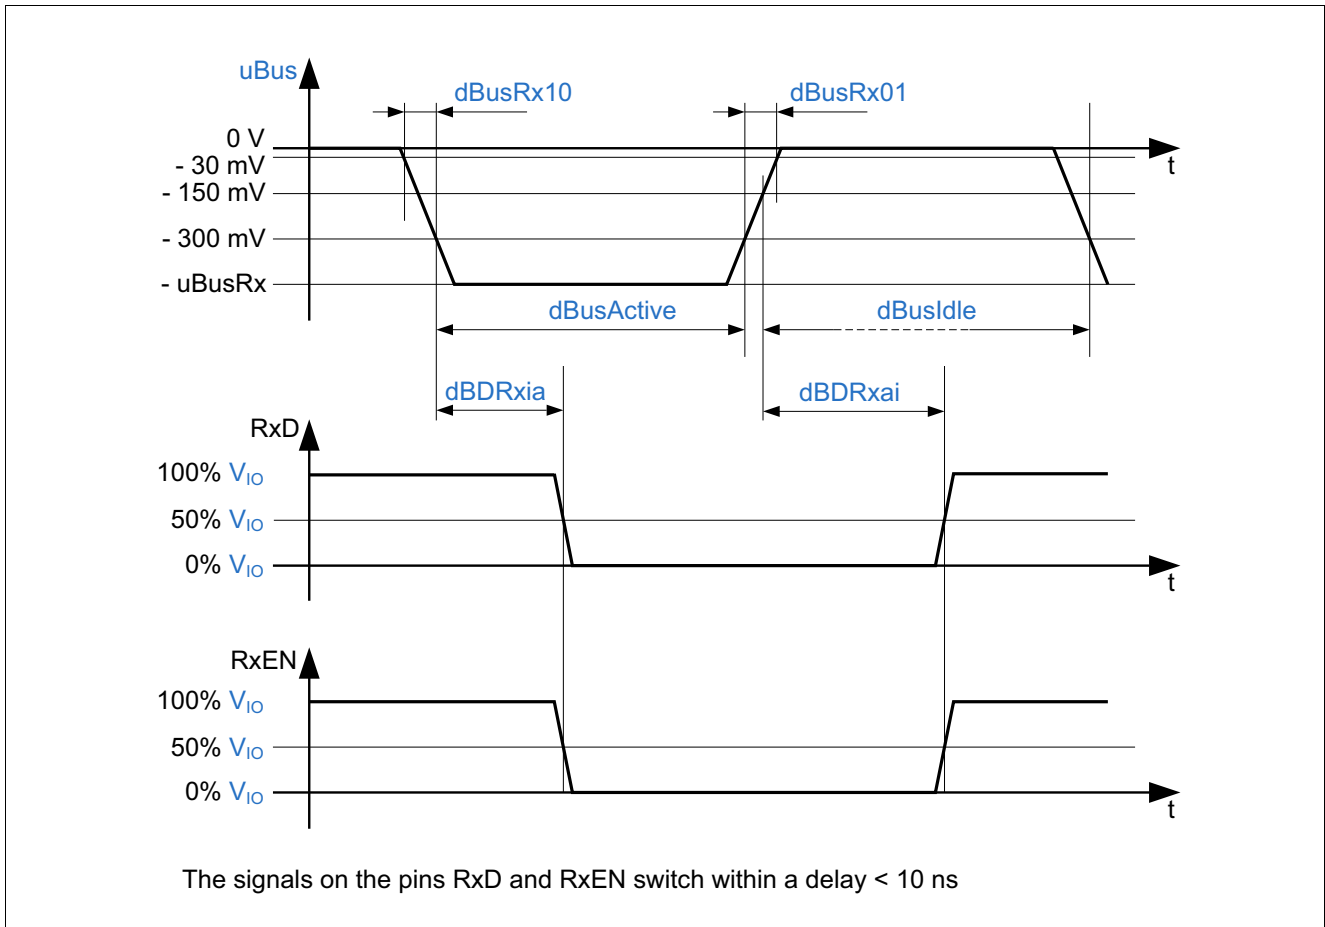 uBus
dBusRx10
dBusRx01
0 V
- 30 mV
- 150 mV
- 300 mV
- uBusRx
t
dBusActive
dBusIdle
dBDRxia
dBDRxai
RxD
100% VIO
50% VIO
0% VIO
t
RxEN
100% VIO
50% VIO
0% VIO
t
The signals on the pins RxD and RxEN switch within a delay < 10 ns